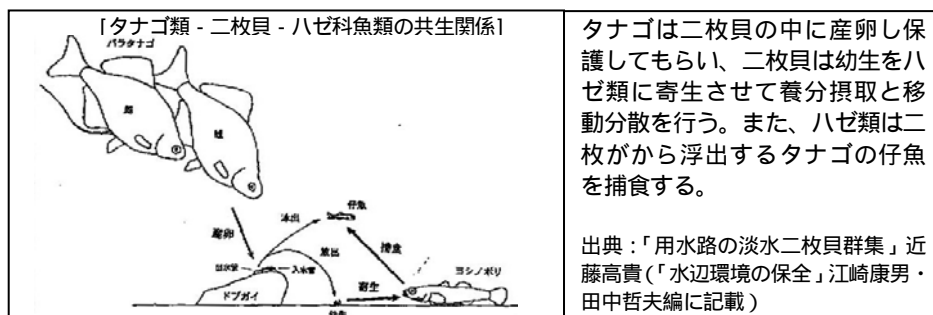 [タナゴ類 - 二枚貝 - ハゼ科魚類の共生関係]
バラタナゴ
雌
産卵
泳出
仔魚
放出
捕食
出水管
入水管
ヨシノボリ
ドブガイ
寄生
タナゴは二枚貝の中に産卵し保
護してもらい、二枚貝は幼生をハ
ゼ類に寄生させて養分摂取と移
動分散を行う。また、ハゼ類は二
枚がから浮出するタナゴの仔魚
を捕食する。
出典:「用水路の淡水二枚貝群集」近
藤高貴(「水辺環境の保全」江崎康男・
田中哲夫編に記載)